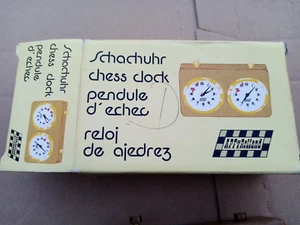 Schachuhr
chess clock
pendule
d'echec
Schachuhr
chess clock
pendule
d'echec
reloj
de ajedrez